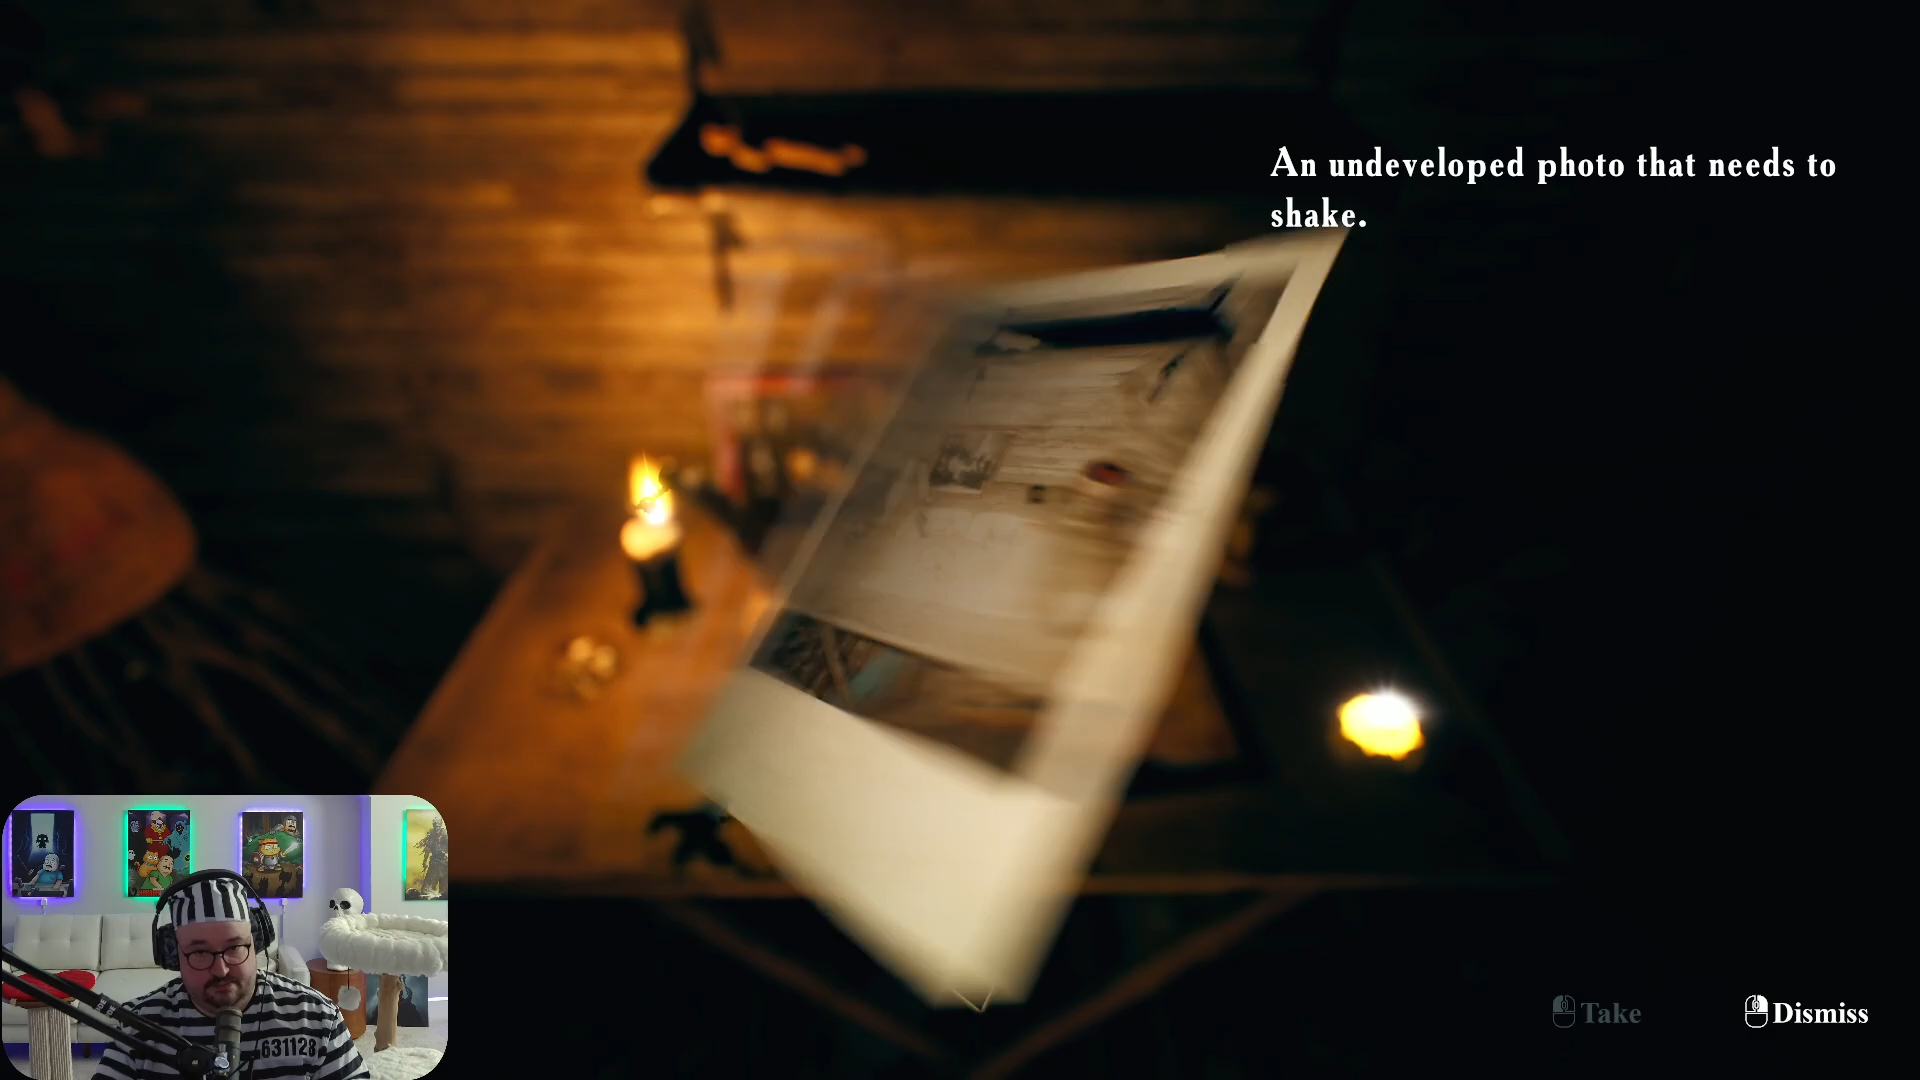 An undeveloped photo that needs to
shake.
631128
Take
Dismiss